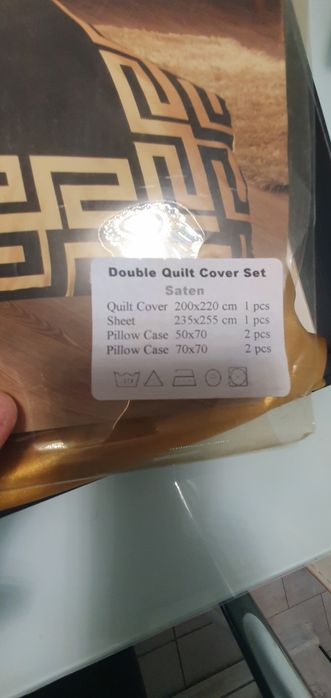 Double Quilt Cover Set
Saten
Quilt Cover 200x220 cm 1 pcs
Sheet 235x255 cm 1 pcs
Pillow Case 50x70 2 pcs
Pillow Case 70x70 2 pcs